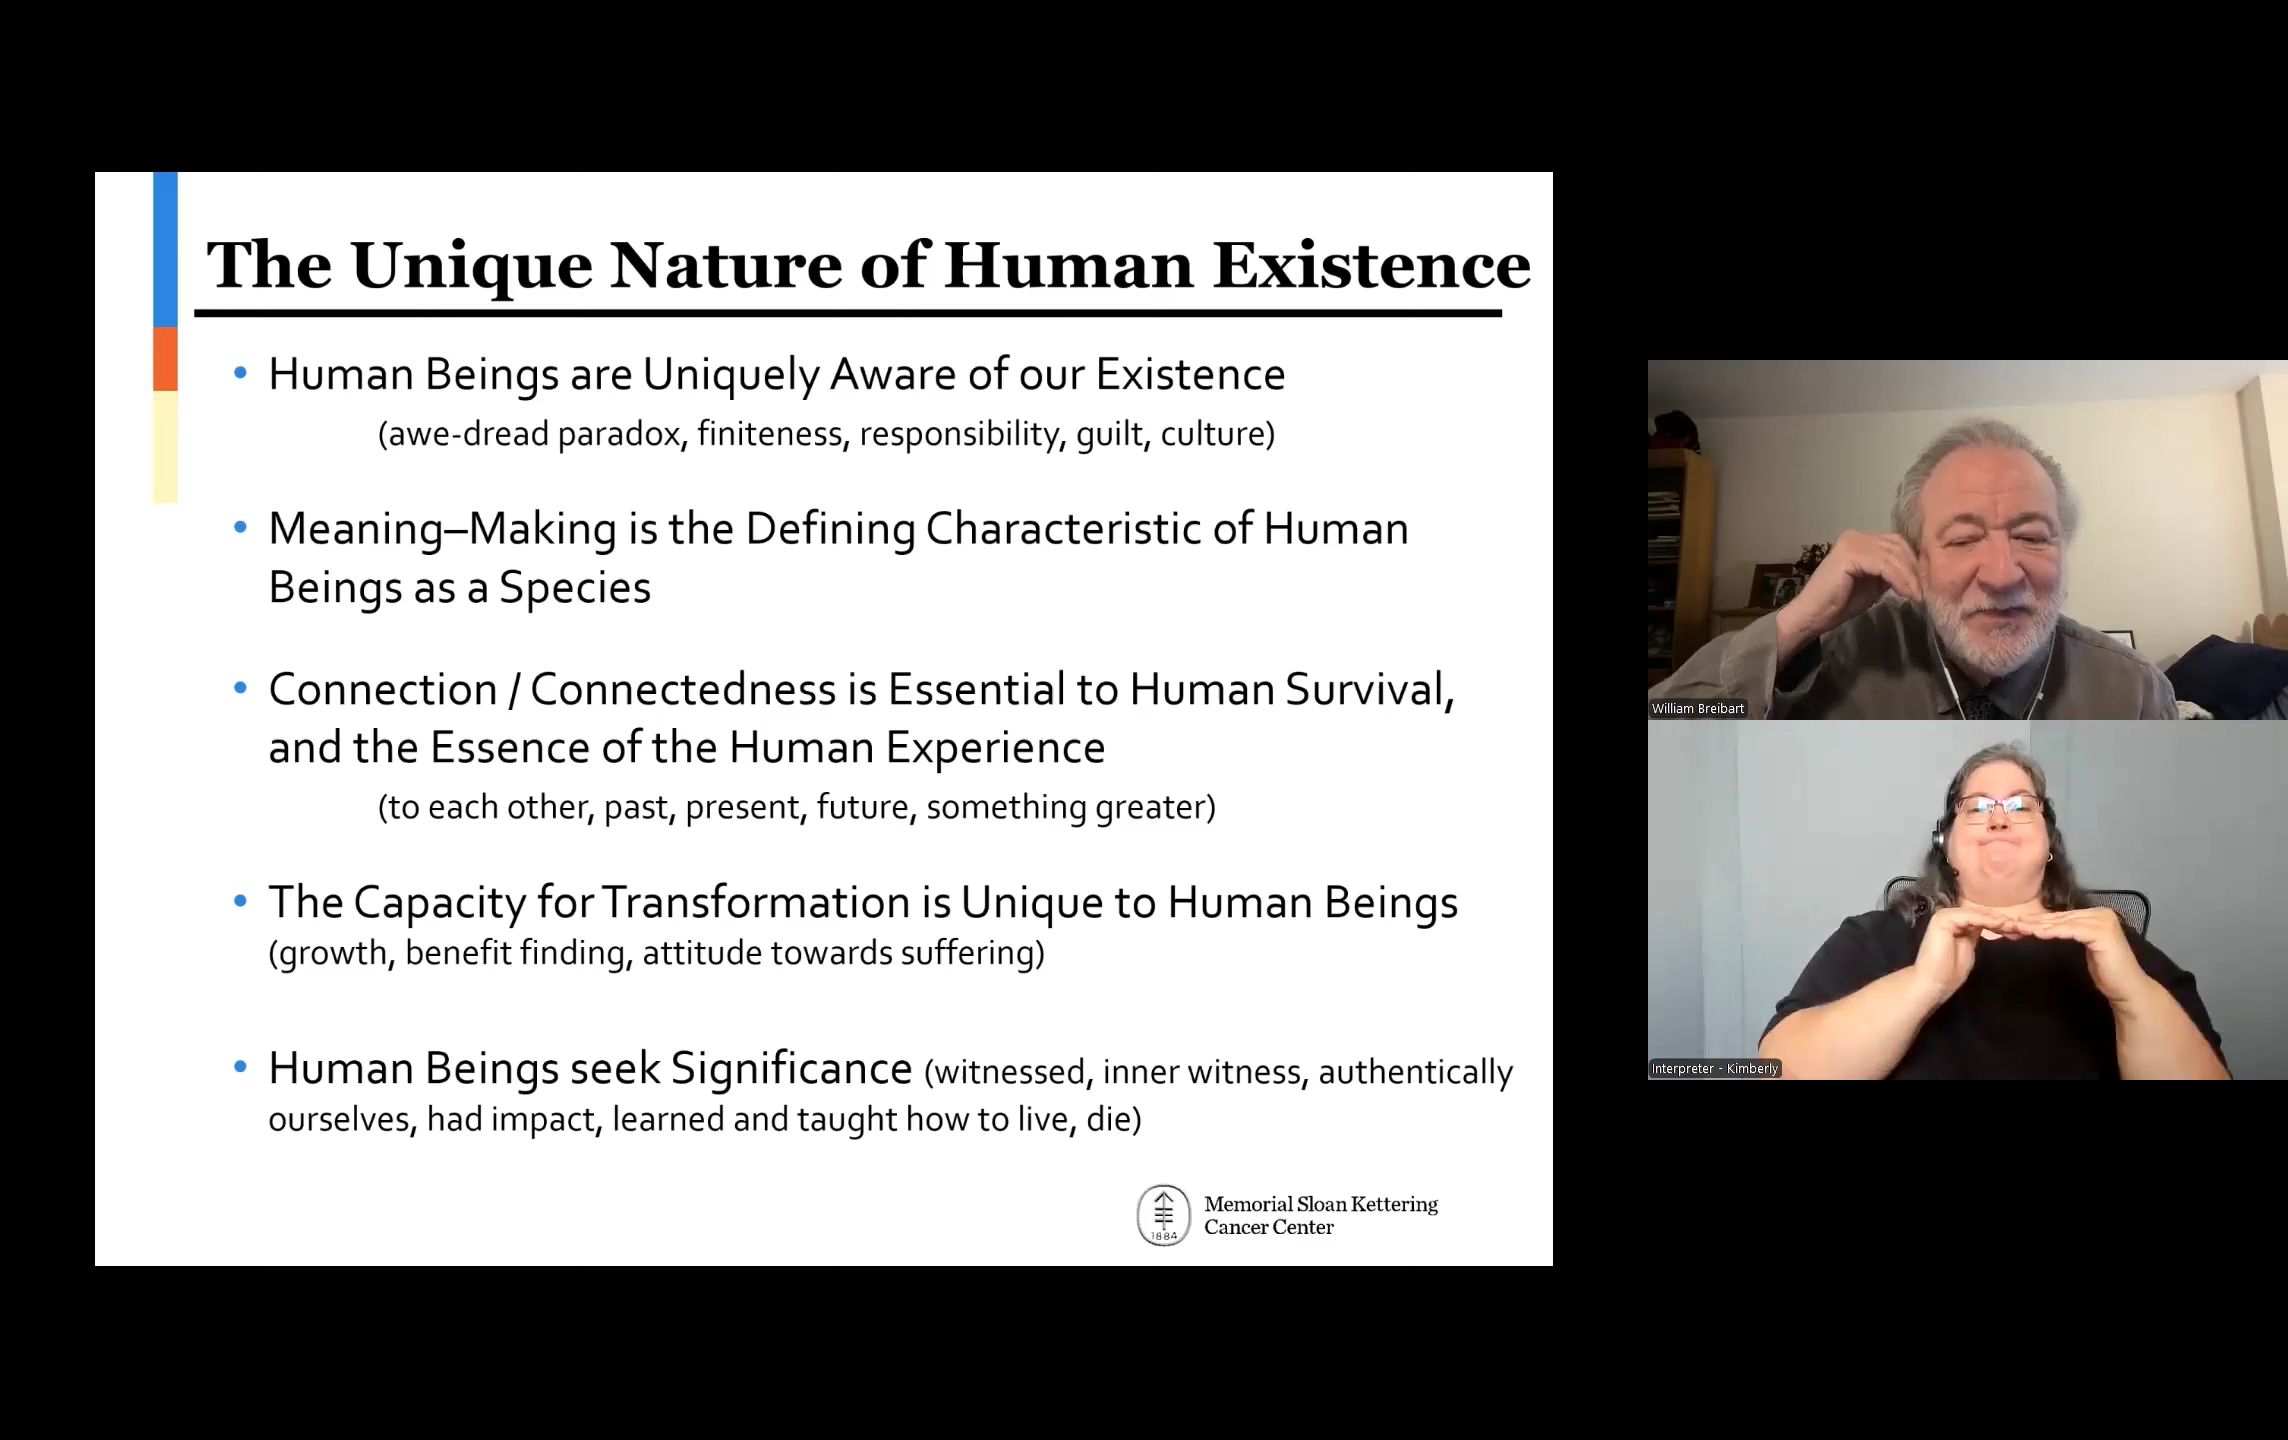 The Unique Nature of Human Existence
• Human Beings are Uniquely Aware of our Existence
(awe-dread paradox, finiteness, responsibility, guilt, culture)
• Meaning–Making is the Defining Characteristic of Human
Beings as a Species
• Connection / Connectedness is Essential to Human Survival,
and the Essence of the Human Experience
(to each other, past, present, future, something greater)
• The Capacity for Transformation is Unique to Human Beings
(growth, benefit finding, attitude towards suffering)
• Human Beings seek Significance (witnessed, inner witness, authentically
ourselves, had impact, learned and taught how to live, die)
1884
Memorial Sloan Kettering
Cancer Center
William Breibart
Interpreter - Kimberly